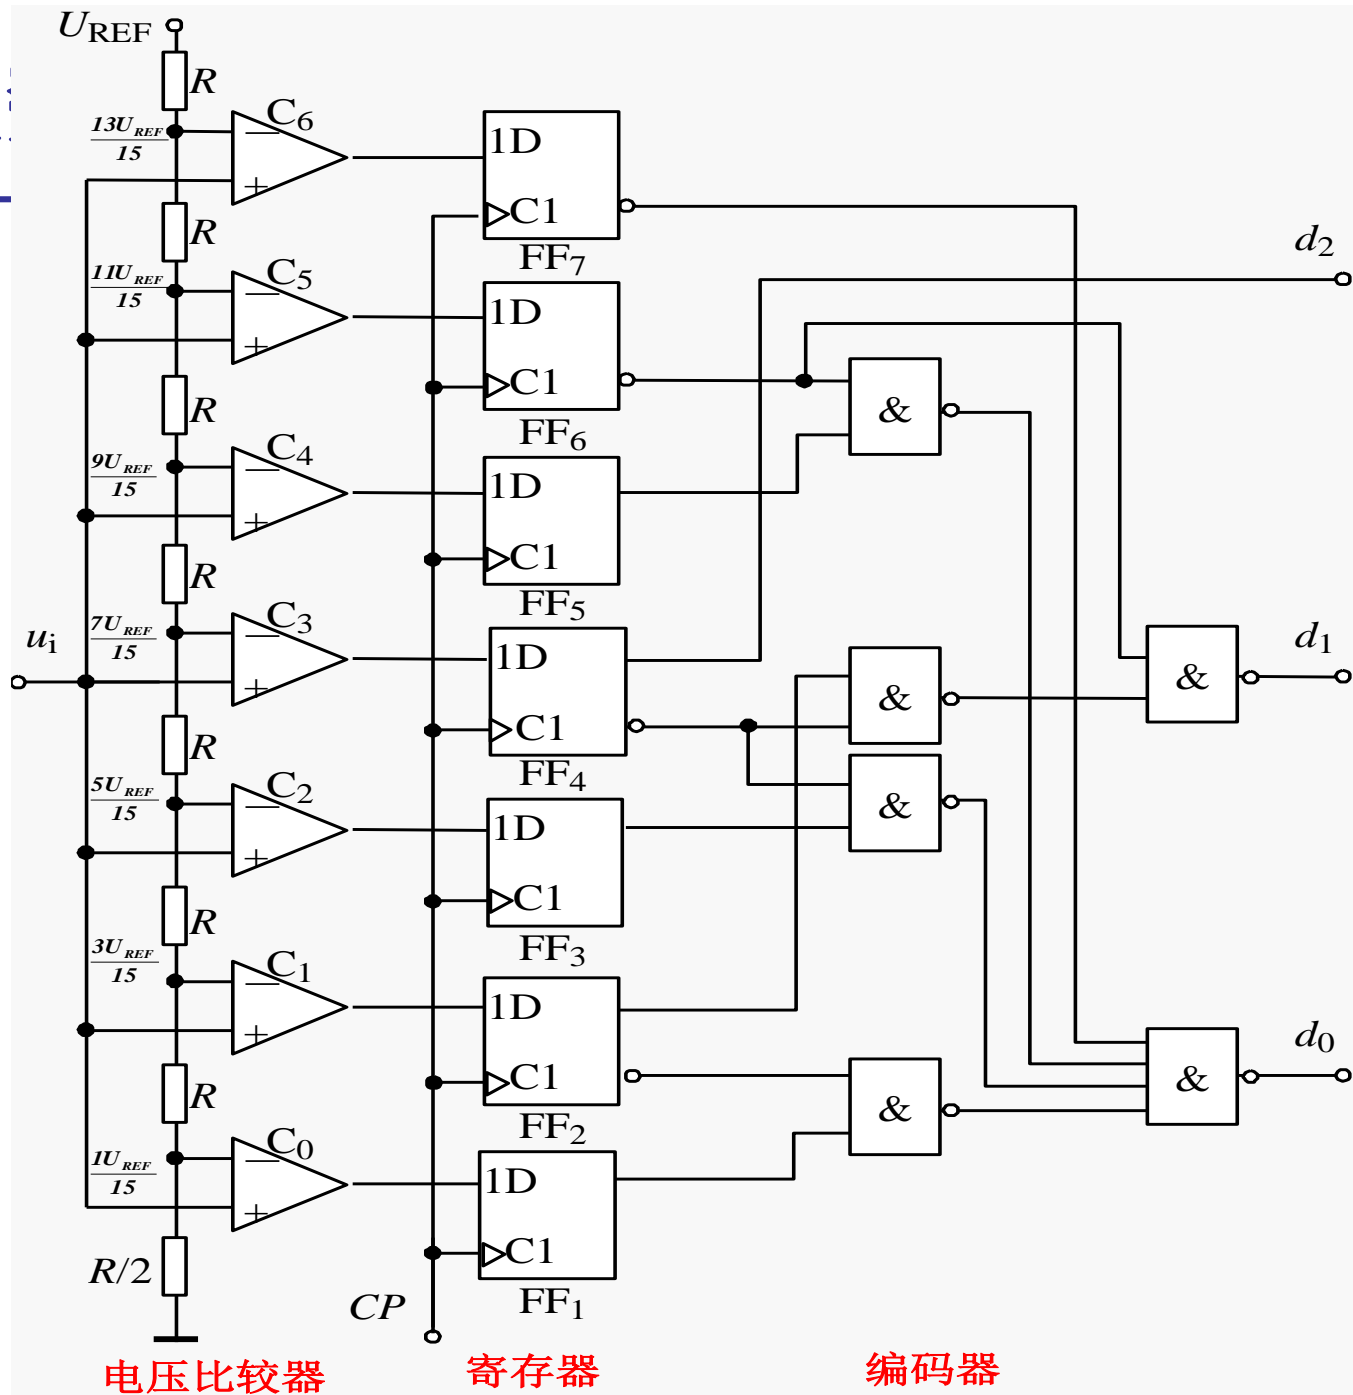 U_REF
R
13U_REF/15
C6
1D
C1
FF7
d2
R
11U_REF/15
C5
1D
C1
FF6
&
R
9U_REF/15
C4
1D
C1
FF5
R
u_i
7U_REF/15
C3
1D
C1
FF4
&
&
d1
R
5U_REF/15
C2
1D
C1
FF3
&
R
3U_REF/15
C1
1D
C1
FF2
&
&
d0
R
1U_REF/15
C0
1D
C1
FF1
R/2
CP
电压比较器 寄存器 编码器